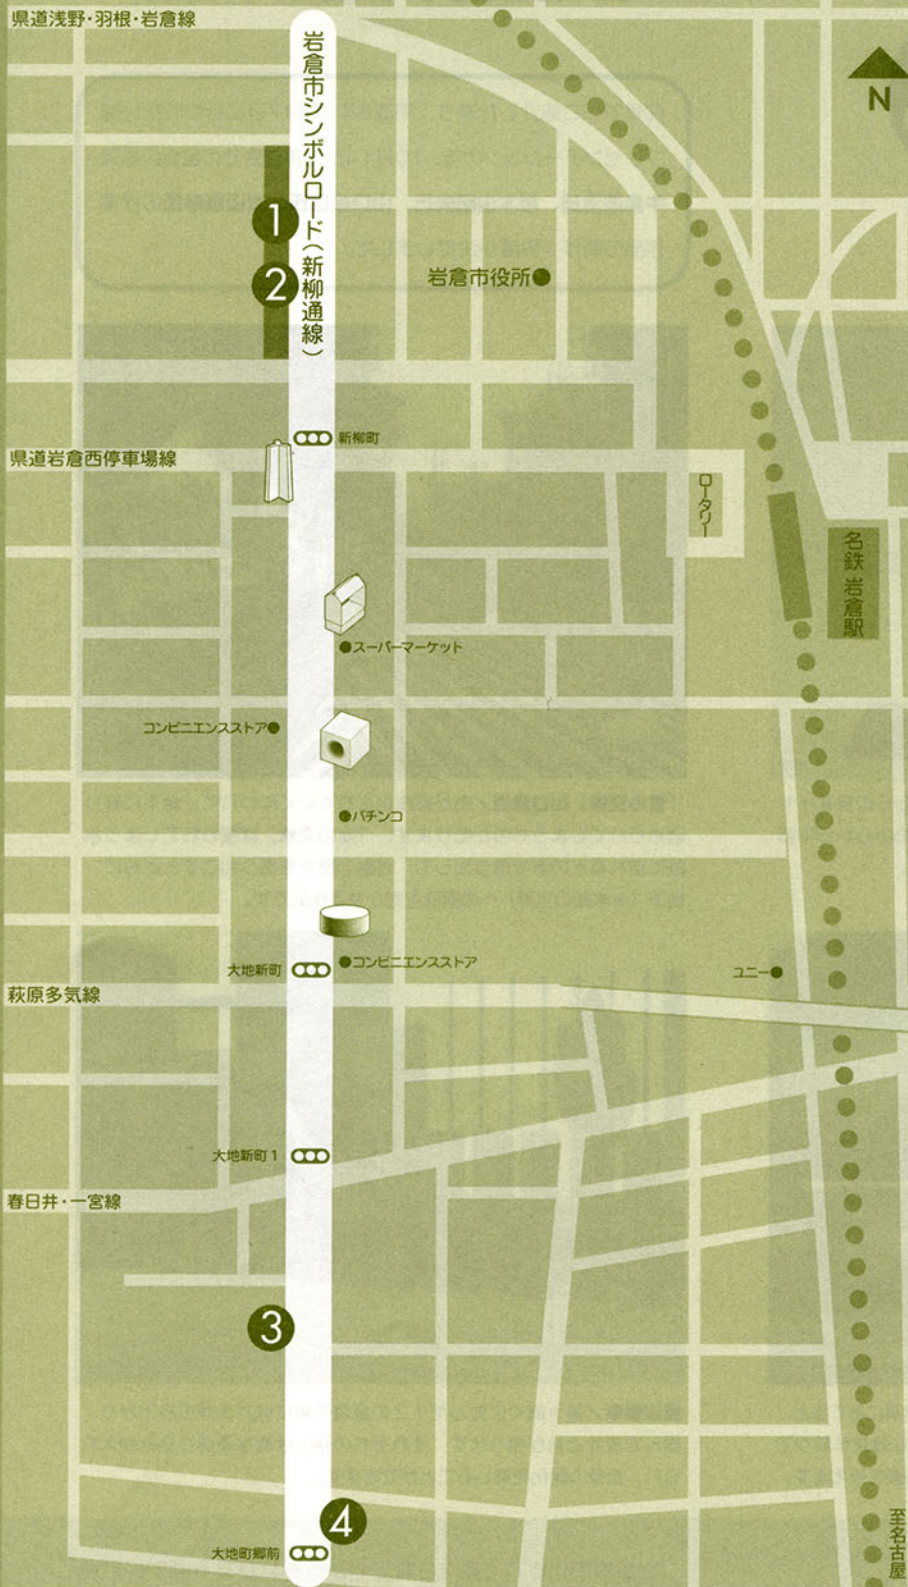 県道浅野・羽根・岩倉線
岩倉市シンボルロード(新柳通線)
N
1
2
岩倉市役所
新柳町
県道岩倉西停車場線
ロータリー
名鉄 岩倉駅
スーパーマーケット
コンビニエンスストア
パチンコ
大地新町
コンビニエンスストア
ユニー
萩原多気線
大地新町1
春日井・一宮線
3
4
大地町郷前
至名古屋